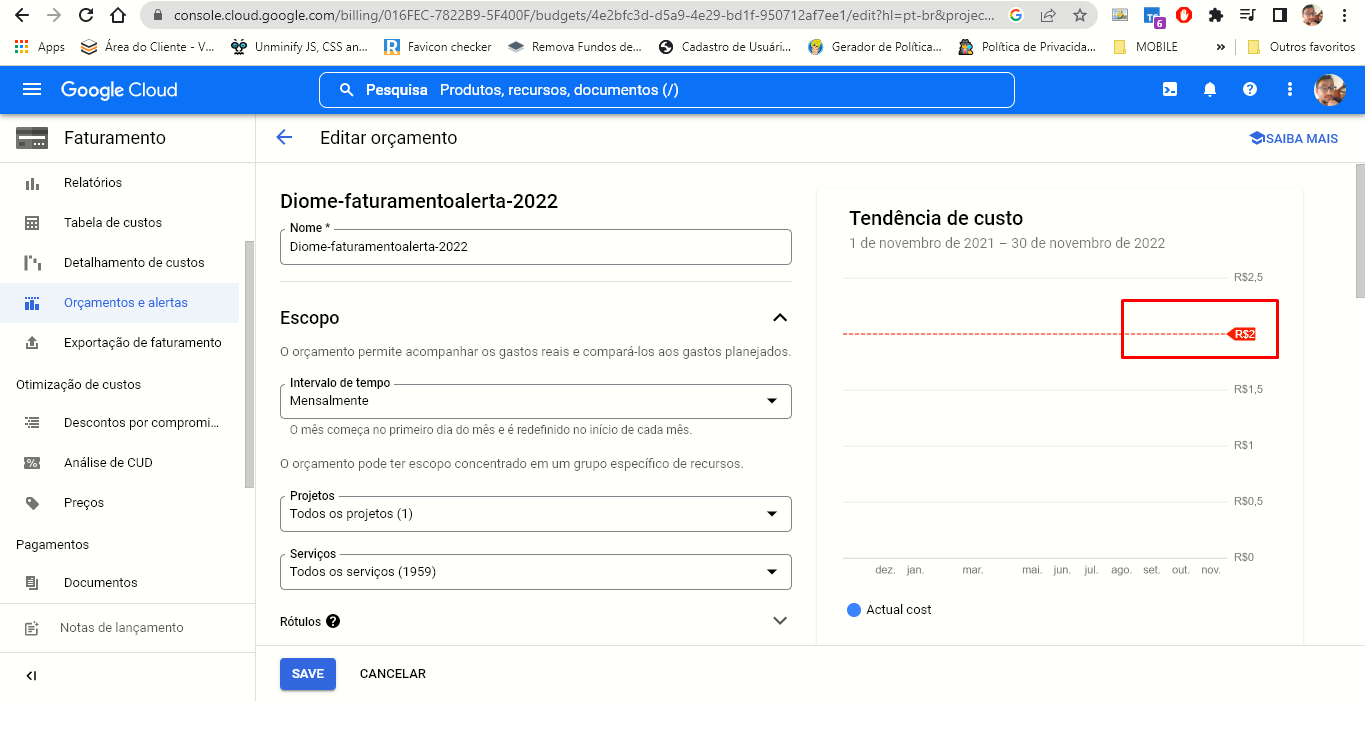 console.cloud.google.com/billing/016FEC-7822B9-5F400F/budgets/4e2bfc3d-d5a9-4e29-bd1f-950712af7ee1/edit?hl=pt-br&projec...
6
Apps
Área do Cliente - V...
Unminify JS, CSS an...
Favicon checker
Remova Fundos de...
Cadastro de Usuári...
Gerador de Política...
Política de Privacida...
MOBILE
»
Outros favoritos
Google Cloud
Pesquisa Produtos, recursos, documentos (/)
Faturamento
Editar orçamento
SAIBA MAIS
Relatórios
Tabela de custos
Detalhamento de custos
Orçamentos e alertas
Exportação de faturamento
Otimização de custos
Descontos por compromi...
Análise de CUD
Preços
Pagamentos
Documentos
Notas de lançamento
Diome-faturamentoalerta-2022
Nome *
Diome-faturamentoalerta-2022
Escopo
O orçamento permite acompanhar os gastos reais e compará-los aos gastos planejados.
Intervalo de tempo
Mensalmente
O mês começa no primeiro dia do mês e é redefinido no início de cada mês.
O orçamento pode ter escopo concentrado em um grupo específico de recursos.
Projetos
Todos os projetos (1)
Serviços
Todos os serviços (1959)
Rótulos ?
SAVE
CANCELAR
Tendência de custo
1 de novembro de 2021 – 30 de novembro de 2022
R$2,5
R$2
R$1,5
R$1
R$0,5
R$0
dez. jan. mar. mai. jun. jul. ago. set. out. nov.
Actual cost